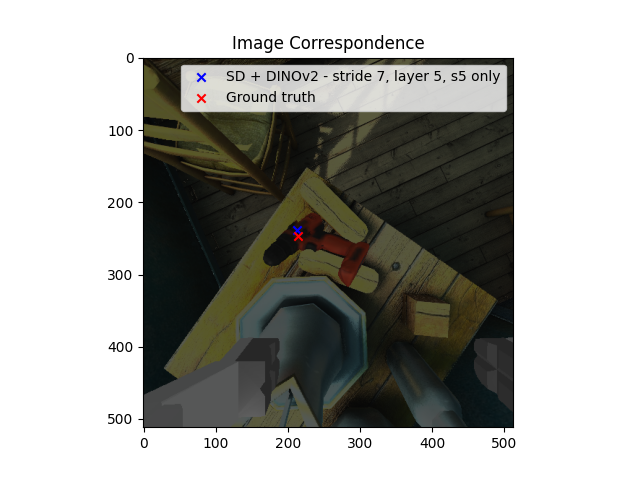 Image Correspondence
SD + DINOv2 - stride 7, layer 5, s5 only
Ground truth
0
100
200
300
400
500
0 100 200 300 400 500